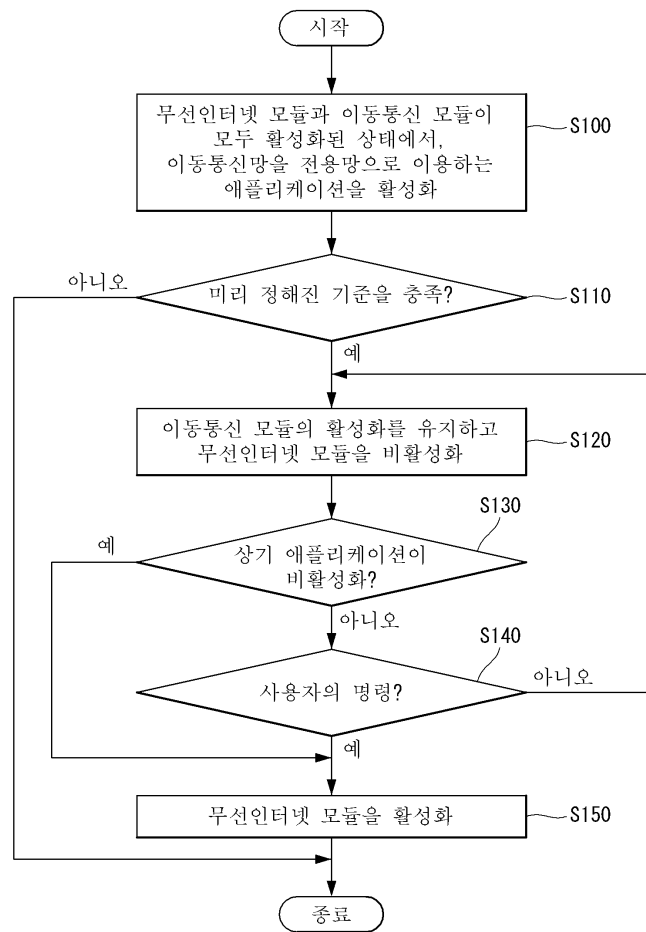 시작
무선인터넷 모듈과 이동통신 모듈이
모두 활성화된 상태에서,
이동통신망을 전용망으로 이용하는
애플리케이션을 활성화
S100
아니오
미리 정해진 기준을 충족?
S110
예
이동통신 모듈의 활성화를 유지하고
무선인터넷 모듈을 비활성화
S120
S130
예
상기 애플리케이션이
비활성화?
아니오
S140
사용자의 명령?
아니오
예
무선인터넷 모듈을 활성화
S150
종료